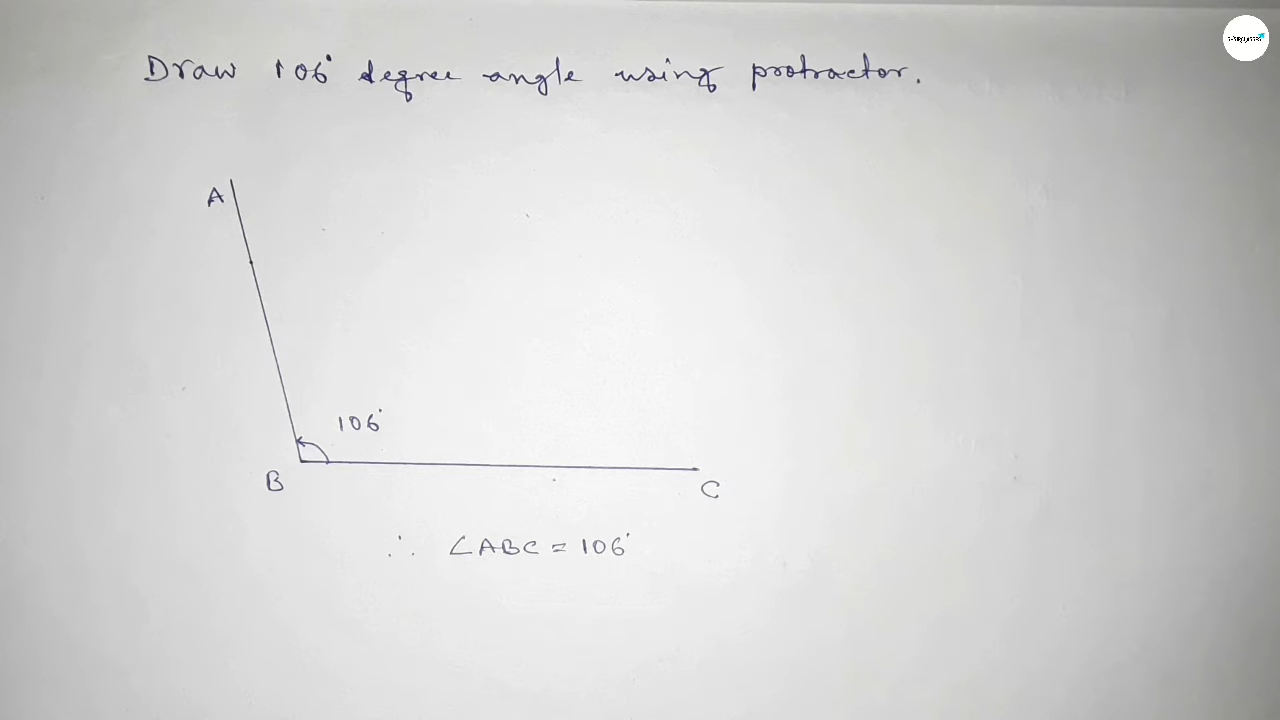 Draw 106° degree angle using protractor.
A
106°
B
C
∴ ∠ABC = 106°